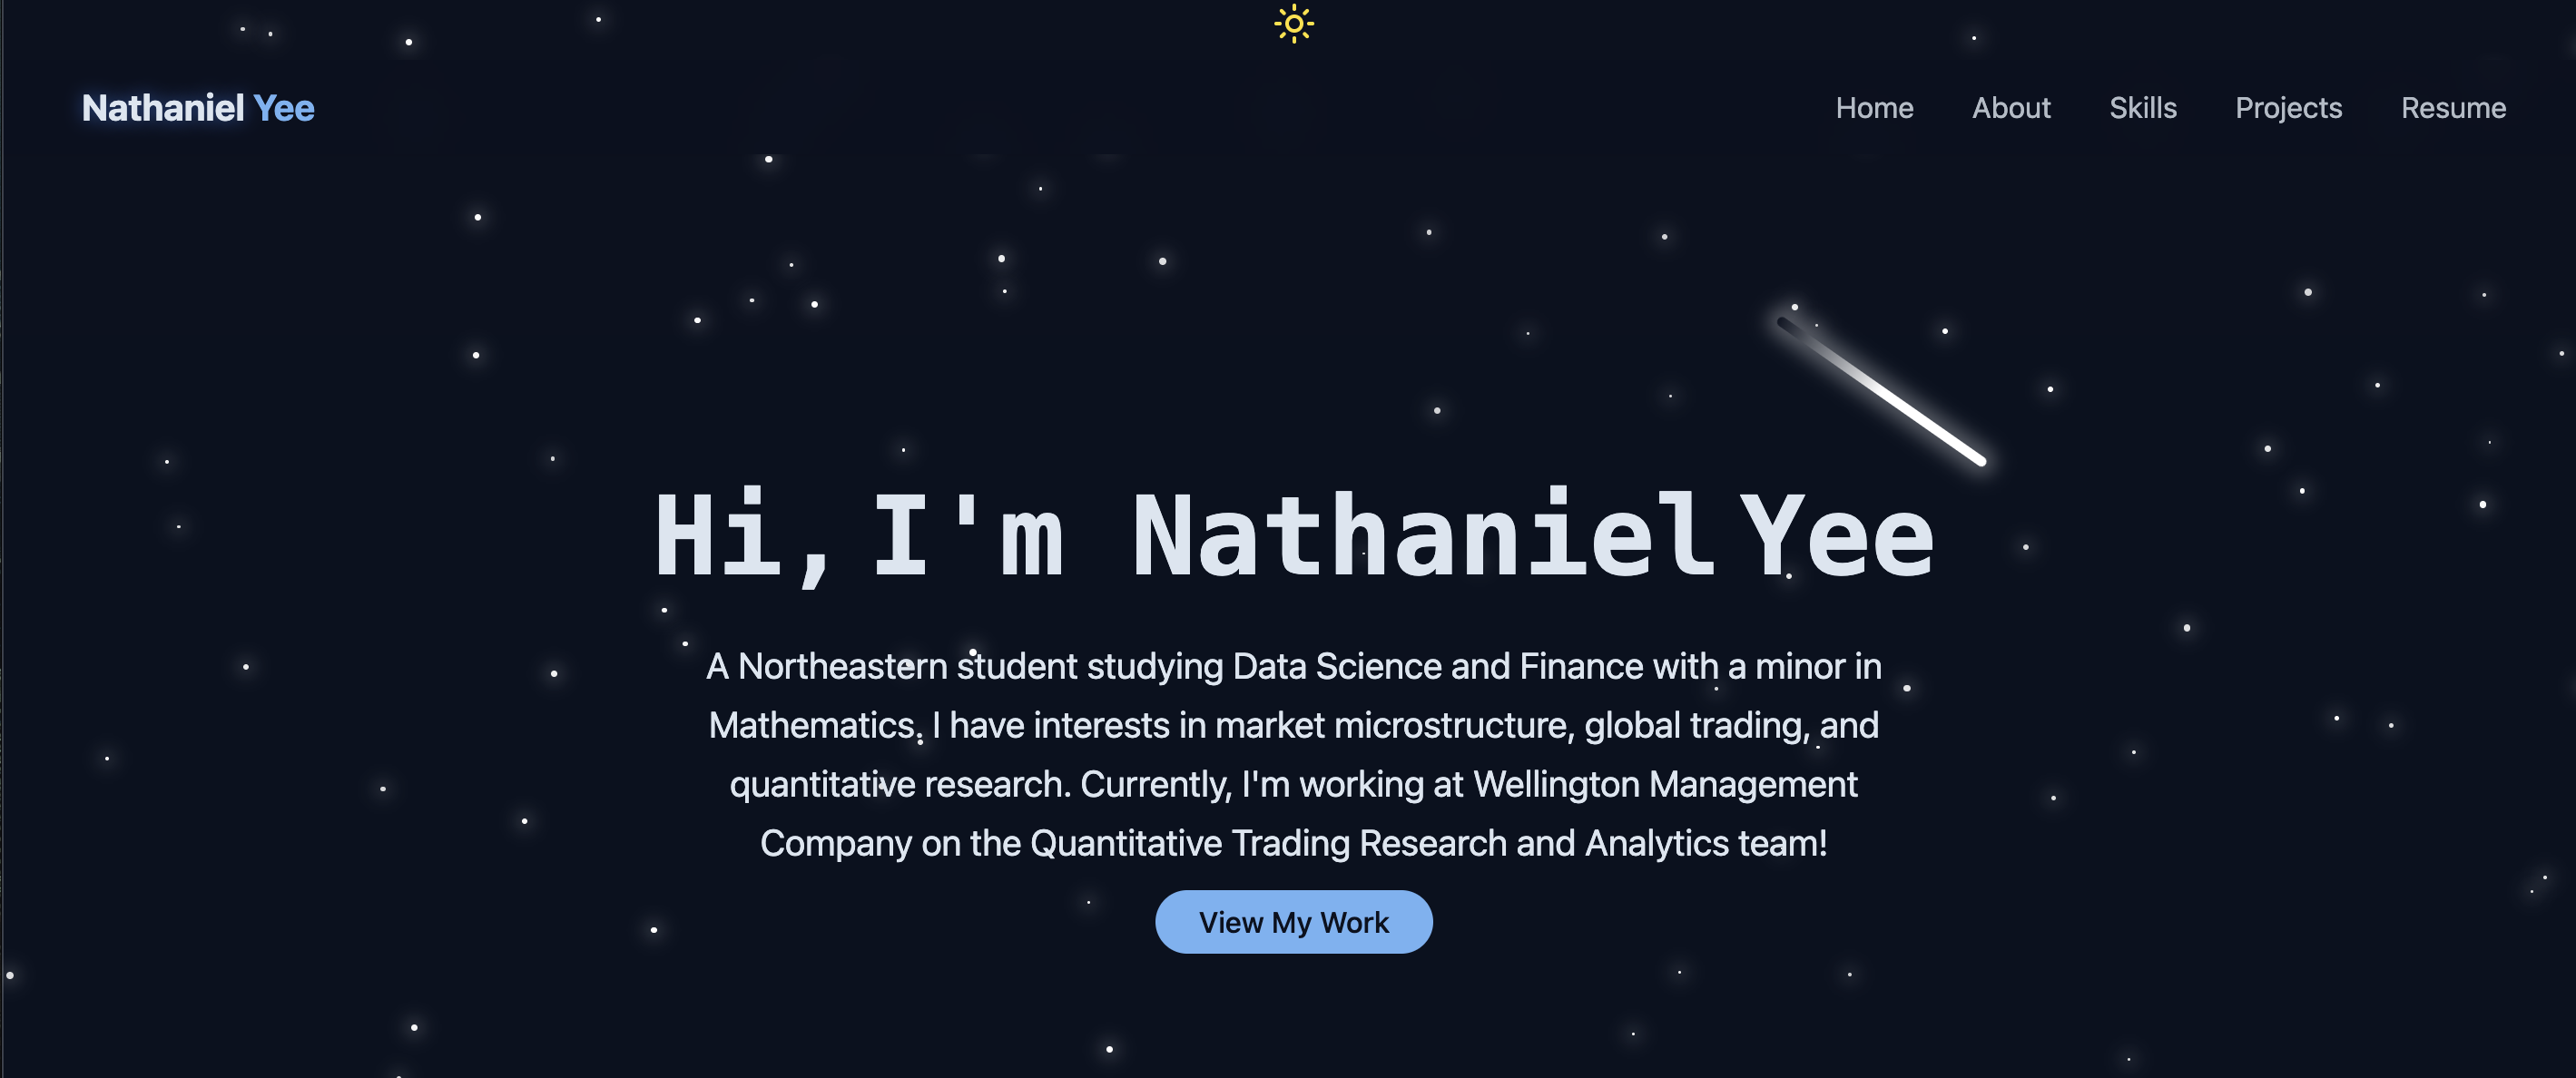 Nathaniel Yee
Home About Skills Projects Resume
Hi, I'm Nathaniel Yee
A Northeastern student studying Data Science and Finance with a minor in
Mathematics. I have interests in market microstructure, global trading, and
quantitative research. Currently, I'm working at Wellington Management
Company on the Quantitative Trading Research and Analytics team!
View My Work